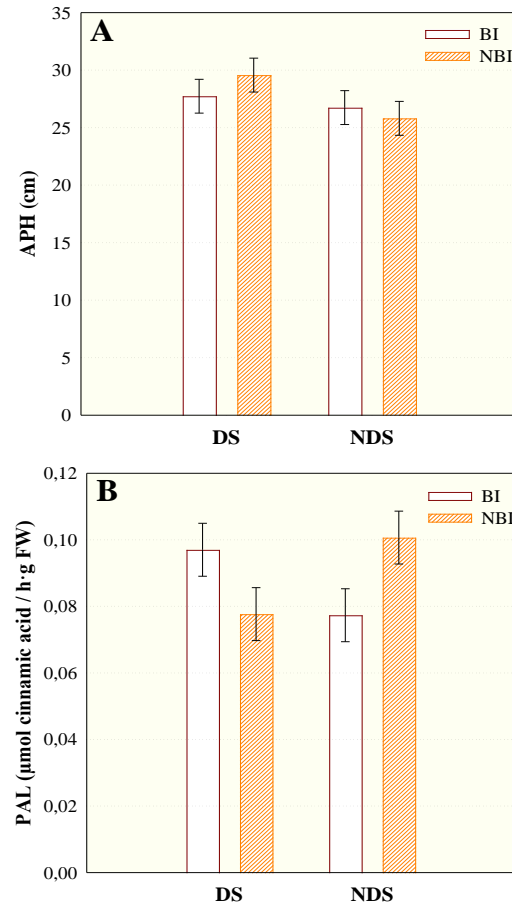 A
BI
NBI
APH (cm)
35
30
25
20
15
10
5
0
DS NDS
B
BI
NBI
PAL (µmol cinnamic acid / h·g FW)
0,12
0,10
0,08
0,06
0,04
0,02
0,00
DS NDS